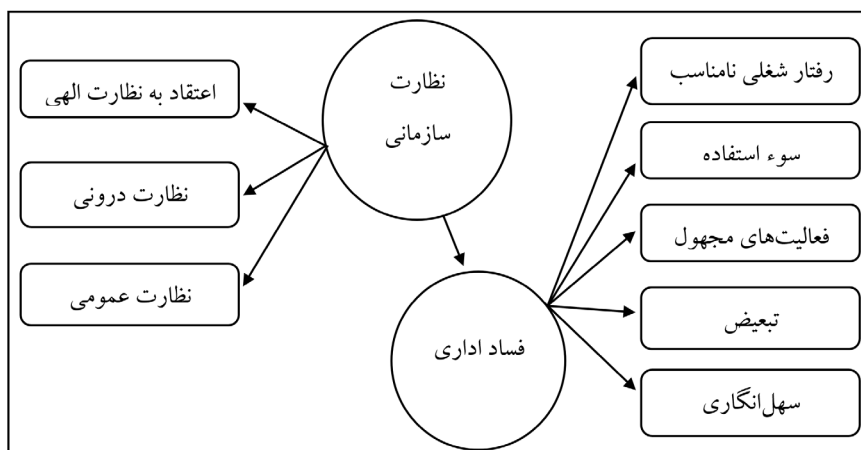 رفتار شغلی نامناسب
سوء استفاده
فعالیت‌های مجهول
تبعیض
سهل‌انگاری
نظارت
سازمانی
فساد اداری
اعتقاد به نظارت الهی
نظارت درونی
نظارت عمومی